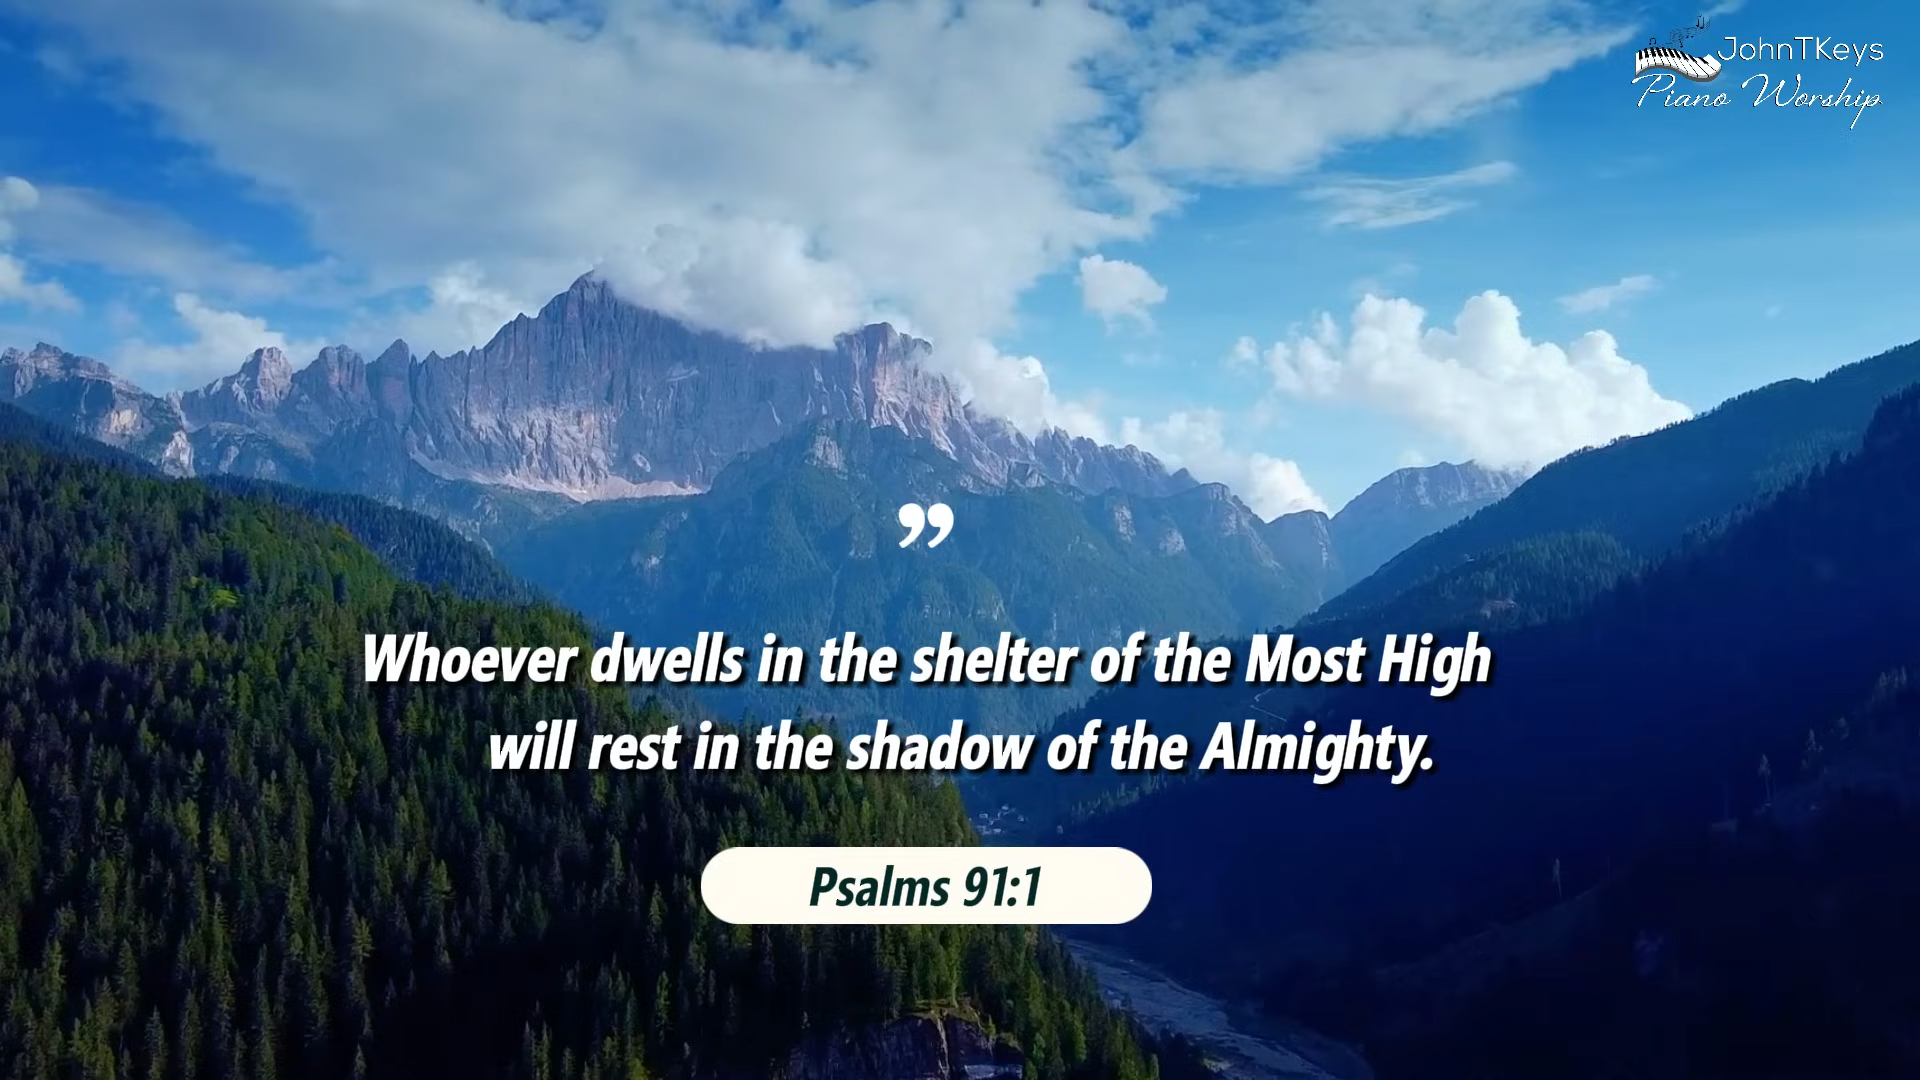 JohnTKeys
Piano Worship
”
Whoever dwells in the shelter of the Most High
will rest in the shadow of the Almighty.
Psalms 91:1